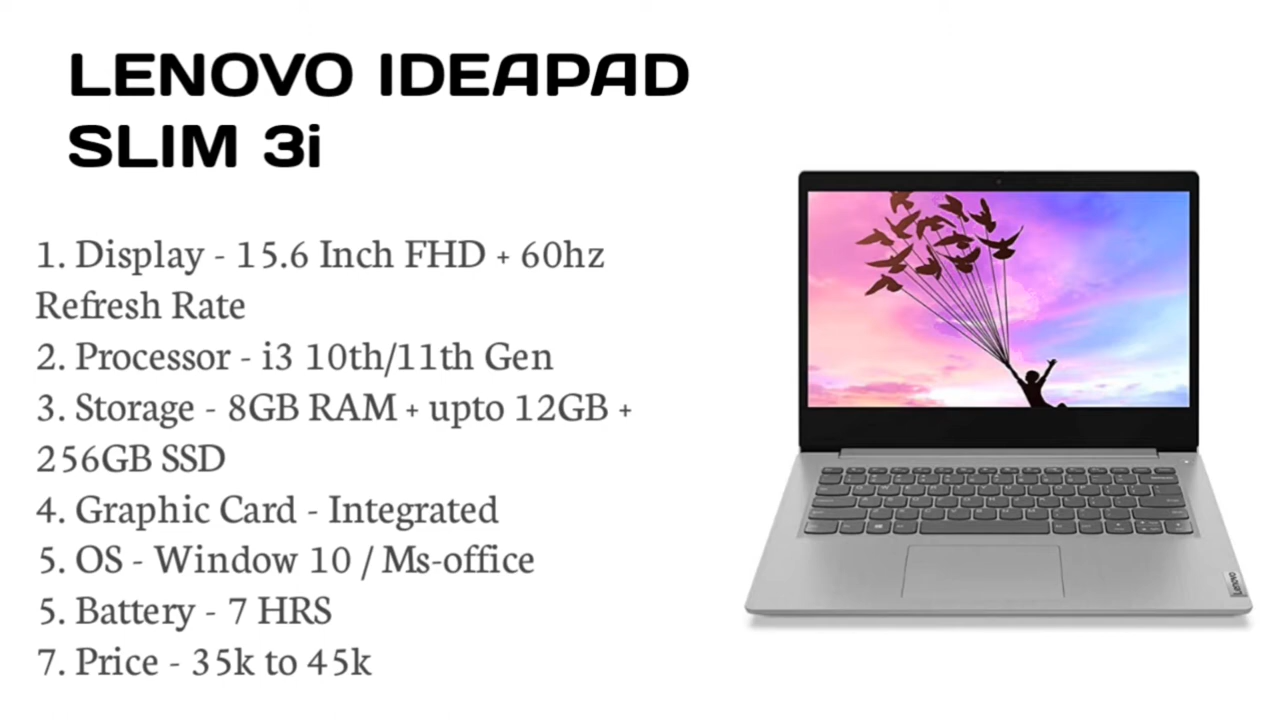 LENOVO IDEAPAD
SLIM 3i
1. Display - 15.6 Inch FHD + 60hz
Refresh Rate
2. Processor - i3 10th/11th Gen
3. Storage - 8GB RAM + upto 12GB +
256GB SSD
4. Graphic Card - Integrated
5. OS - Window 10 / Ms-office
5. Battery - 7 HRS
7. Price - 35k to 45k
Lenovo